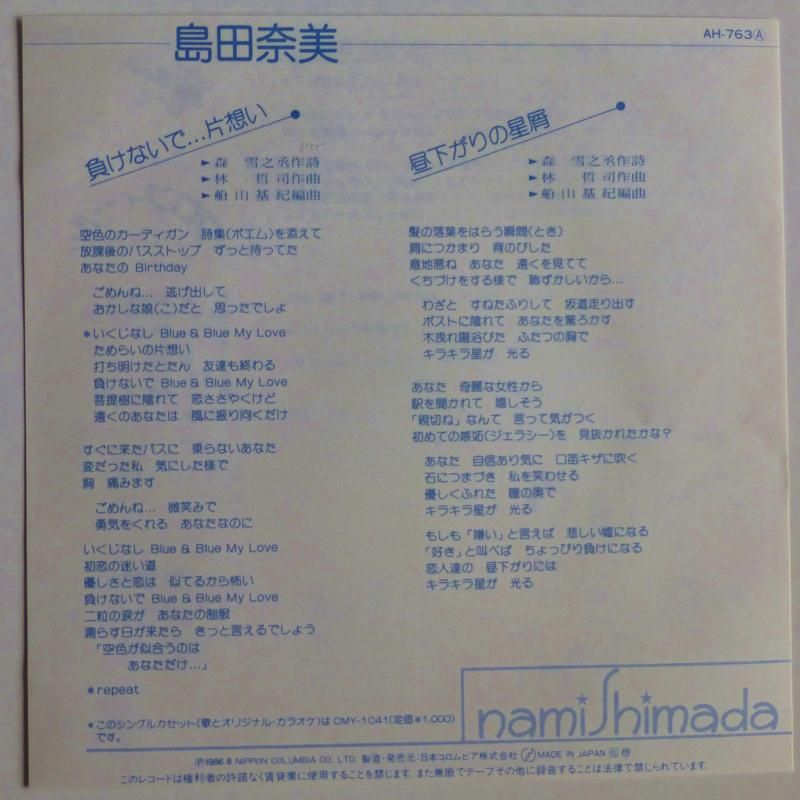 島田奈美
AH-763Ⓐ
負けないで…片想い
▶森 雪之丞作詩
▶林 哲司作曲
▶船山基紀編曲
空色のカーディガン 詩集(ポエム)を添えて
放課後のバスストップ ずっと待ってた
あなたの Birthday
ごめんね… 逃げ出して
おかしな娘(こ)だと 思ったでしょ
*いくじなし Blue & Blue My Love
ためらいの片想い
打ち明けたとたん 友達も終わる
負けないで Blue & Blue My Love
菩提樹に隠れて 恋ささやくけど
遠くのあなたは 風に振り向くだけ
すぐに来たバスに 乗らないあなた
変だった私 気にした様で
胸 痛みます
ごめんね… 微笑みで
勇気をくれる あなたなのに
いくじなし Blue & Blue My Love
初恋の迷い道
優しさと恋は 似てるから怖い
負けないで Blue & Blue My Love
二粒の涙が あなたの制服
濡らす日が来たら きっと言えるでしょう
「空色が似合うのは
あなただけ…」
*repeat
昼下がりの星屑
▶森 雪之丞作詩
▶林 哲司作曲
▶船山基紀編曲
髪の落葉をはらう瞬間(とき)
肩につかまり 背のびした
意地悪ね あなた 遠くを見てて
くちづけをする様で 恥ずかしいから…
わざと すねたふりして 坂道走り出す
ポストに隠れて あなたを驚ろかす
木洩れ陽浴びた ふたつの胸で
キラキラ星が 光る
あなた 奇麗な女性から
訳を聞かれて 嬉しそう
「親切ね」なんて 言って気がつく
初めての嫉妬(ジェラシー)を 見抜かれたかな?
あなた 自信あり気に 口笛キザに吹く
石につまづき 私を笑わせる
優しくふれた 瞳の奥で
キラキラ星が 光る
もしも「嫌い」と言えば 悲しい嘘になる
「好き」と叫べば ちょっぴり負けになる
恋人達の 昼下がりには
キラキラ星が 光る
*このシングルカセット(歌とオリジナル・カラオケ)は CMY-1041(定価¥1,000)
です。
nami Shimada
Ⓟ1986.8 NIPPON COLUMBIA CO., LTD. 製造・発売元:日本コロムビア株式会社 MADE IN JAPAN
このレコードは権利者の許諾なく賃貸業に使用することを禁じます。また無断でテープその他に録音することは法律で禁じられています。